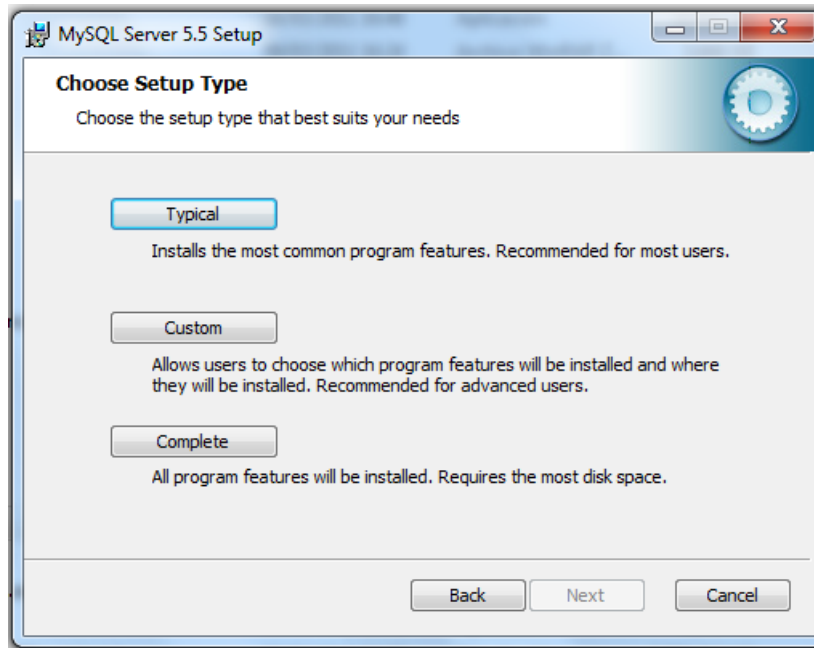 MySQL Server 5.5 Setup
Choose Setup Type
Choose the setup type that best suits your needs
Typical
Installs the most common program features. Recommended for most users.
Custom
Allows users to choose which program features will be installed and where
they will be installed. Recommended for advanced users.
Complete
All program features will be installed. Requires the most disk space.
Back
Next
Cancel